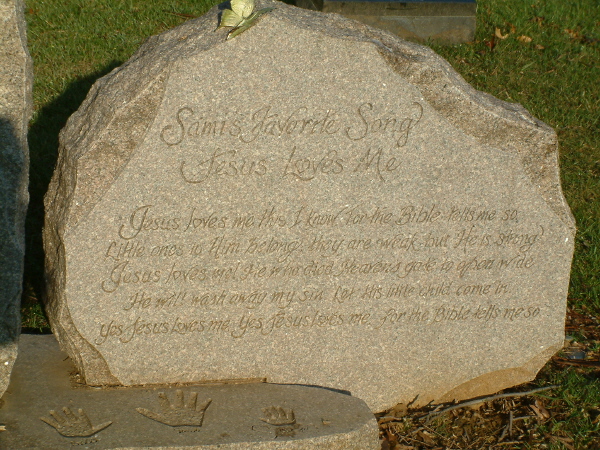 Sami's Favorite Song
Jesus Loves Me
Jesus loves me this I know, for the Bible tells me so,
Little ones to Him belong, they are weak but He is strong
Jesus loves me! He who died, Heaven's gate to open wide
He will wash away my sin, Let His little child come in
Yes Jesus loves me, Yes, Jesus loves me, For the Bible tells me so